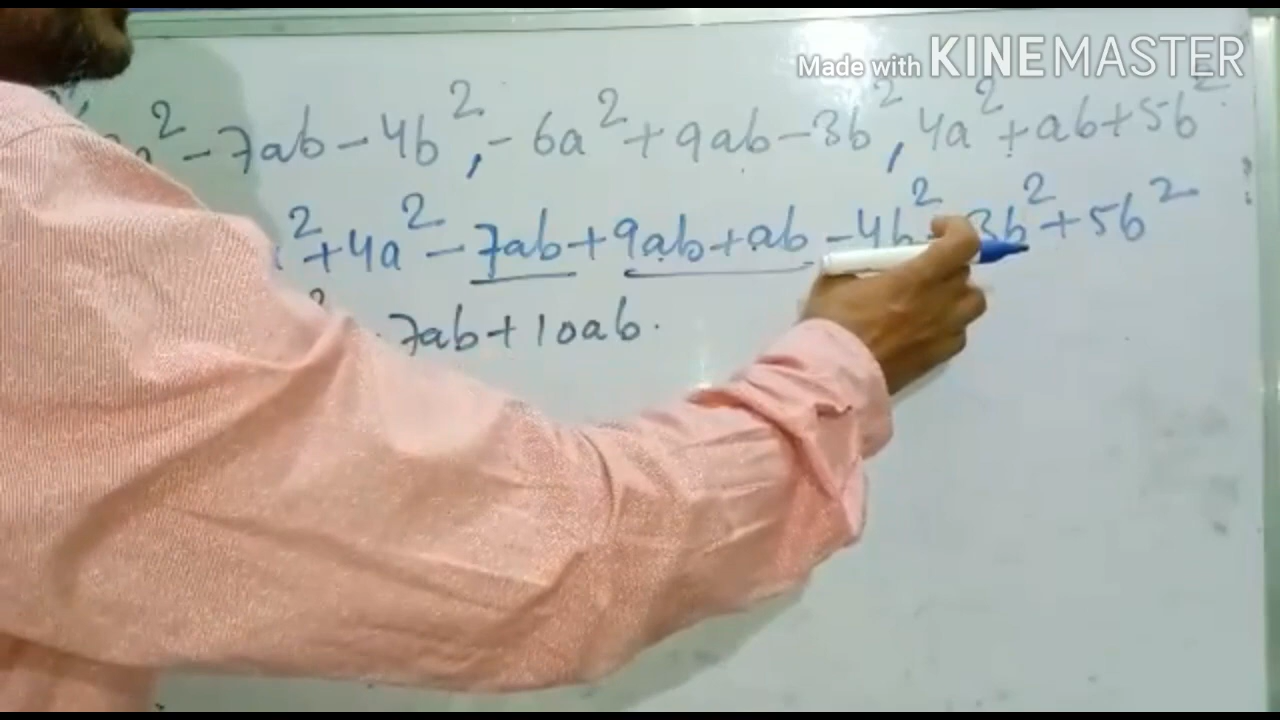 Made with KINEMASTER
a² - 7ab - 4b², - 6a² + 9ab - 3b², 4a² + ab + 5b²
² + 4a² - 7ab + 9ab + ab - 4b² - 3b² + 5b²
² - 7ab + 10ab.